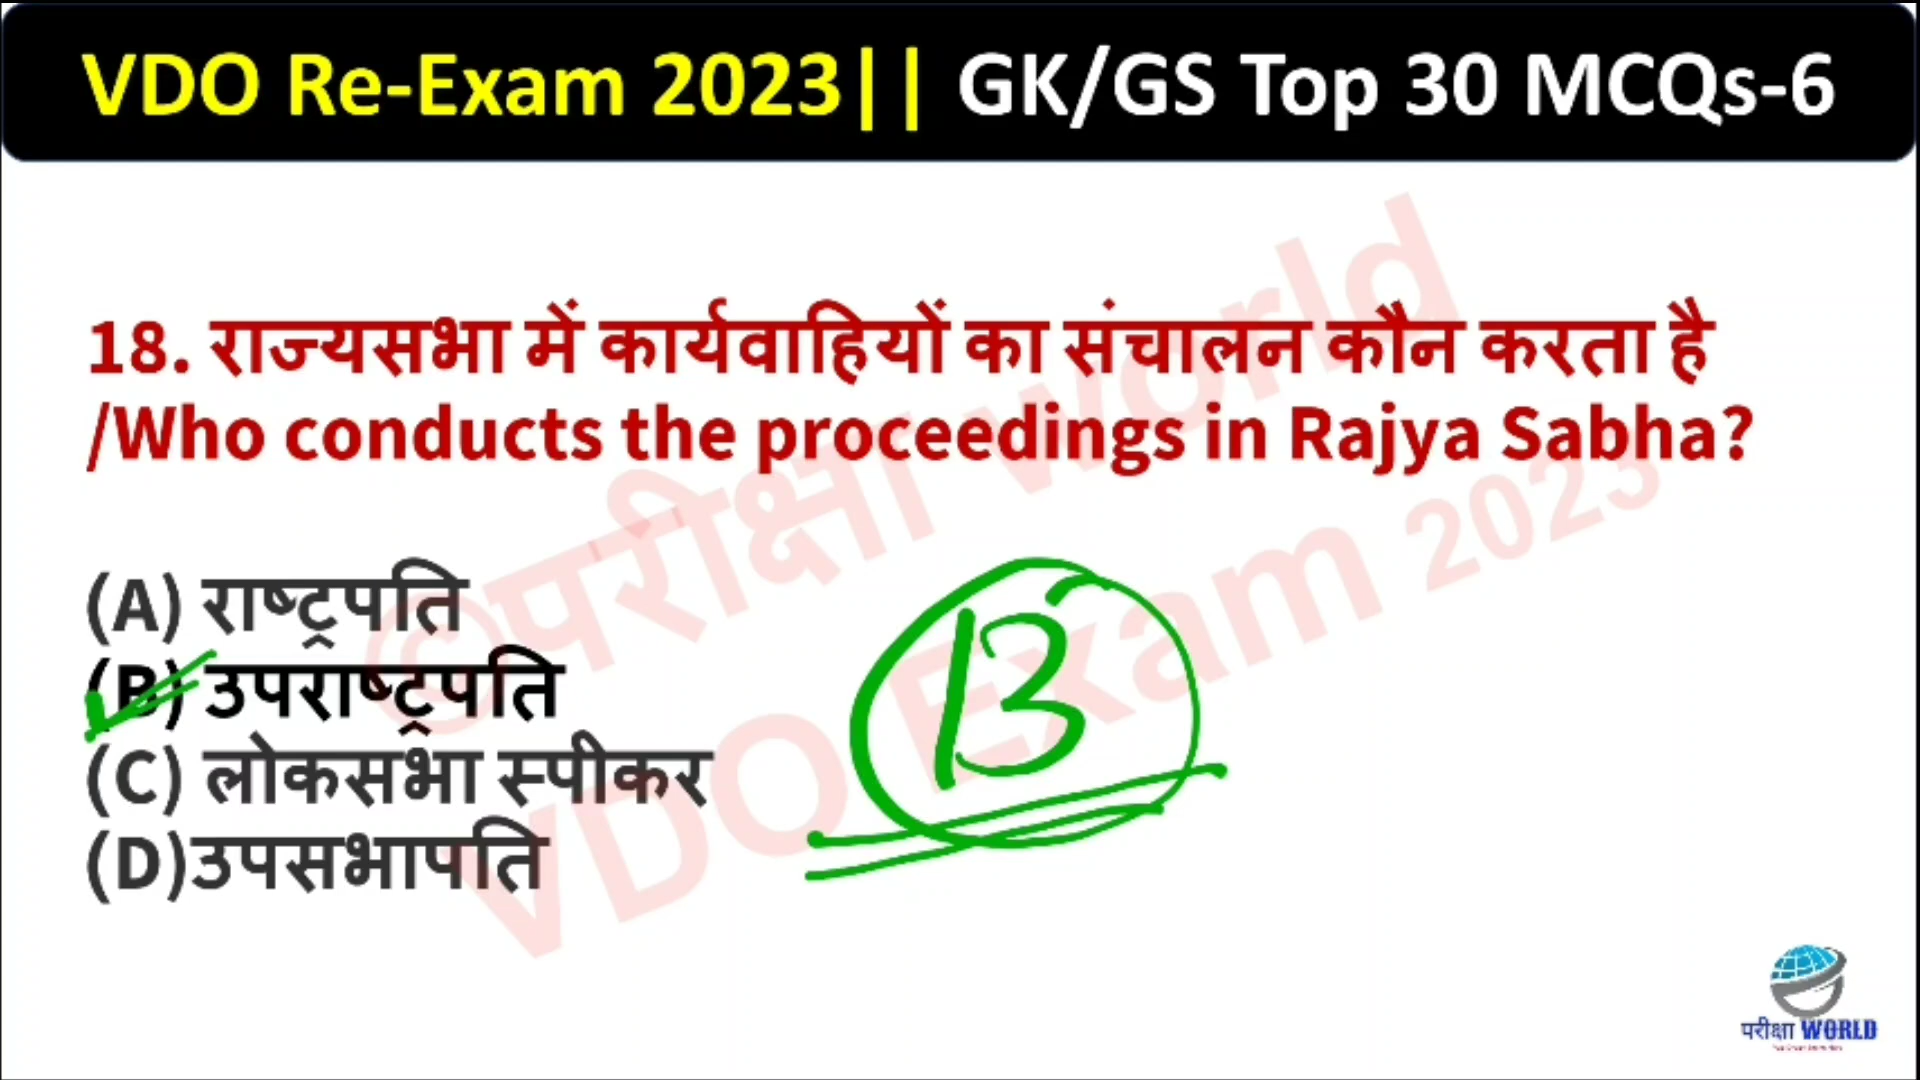 VDO Re-Exam 2023|| GK/GS Top 30 MCQs-6
18. राज्यसभा में कार्यवाहियों का संचालन कौन करता है
/Who conducts the proceedings in Rajya Sabha?
(A) राष्ट्रपति
(B) उपराष्ट्रपति
(C) लोकसभा स्पीकर
(D)उपसभापति
©परीक्षा world
VDO Exam 2023
परीक्षा WORLD